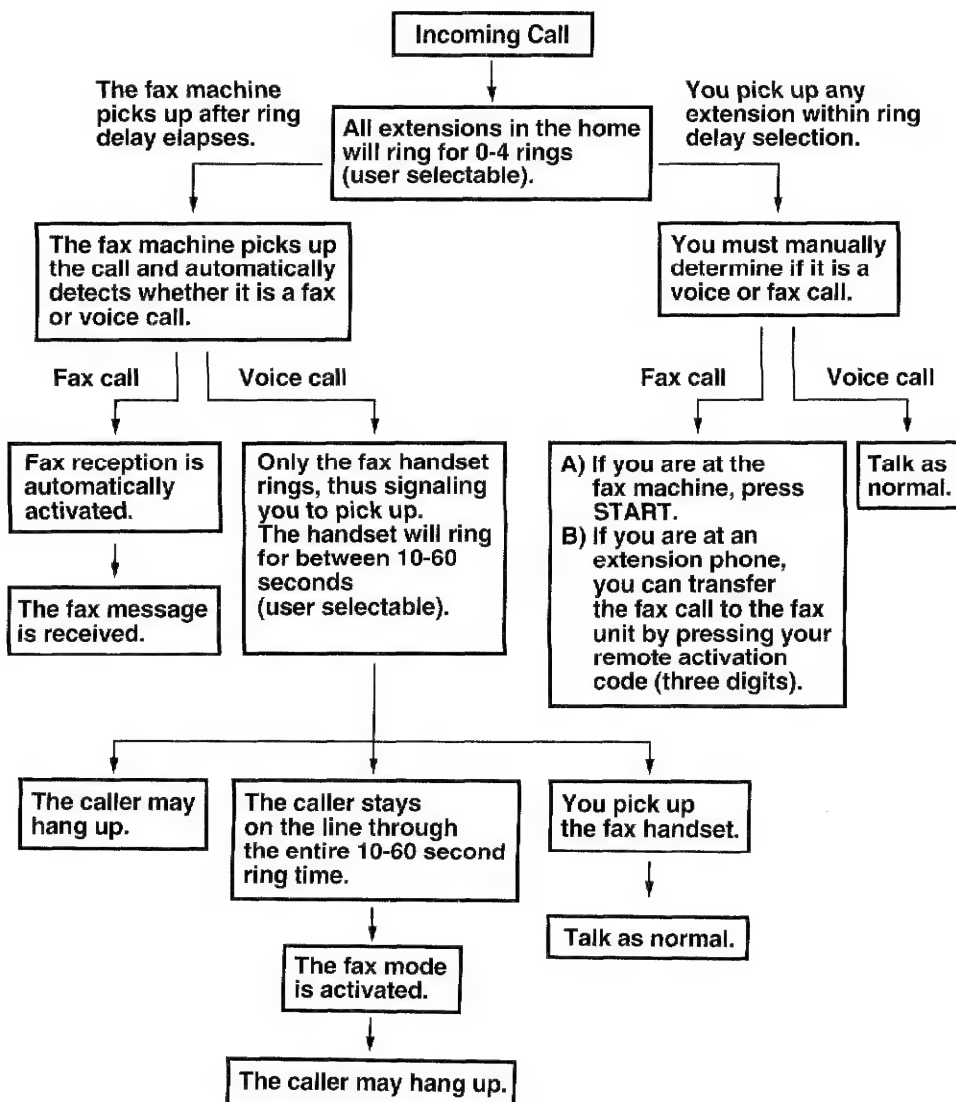 Incoming Call
The fax machine
picks up after ring
delay elapses.
You pick up any
extension within ring
delay selection.
All extensions in the home
will ring for 0-4 rings
(user selectable).
The fax machine picks up
the call and automatically
detects whether it is a fax
or voice call.
You must manually
determine if it is a
voice or fax call.
Fax call
Voice call
Fax call
Voice call
Fax reception is
automatically
activated.
The fax message
is received.
Only the fax handset
rings, thus signaling
you to pick up.
The handset will ring
for between 10-60
seconds
(user selectable).
A) If you are at the
fax machine, press
START.
B) If you are at an
extension phone,
you can transfer
the fax call to the fax
unit by pressing your
remote activation
code (three digits).
Talk as
normal.
The caller may
hang up.
The caller stays
on the line through
the entire 10-60 second
ring time.
You pick up
the fax handset.
Talk as normal.
The fax mode
is activated.
The caller may hang up.